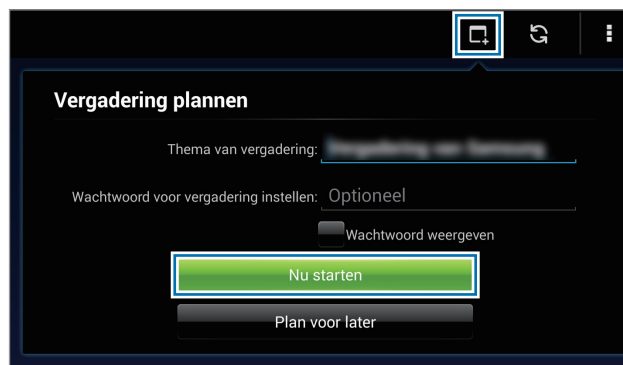 Vergadering plannen
Thema van vergadering:
Wachtwoord voor vergadering instellen: Optioneel
Wachtwoord weergeven
Nu starten
Plan voor later